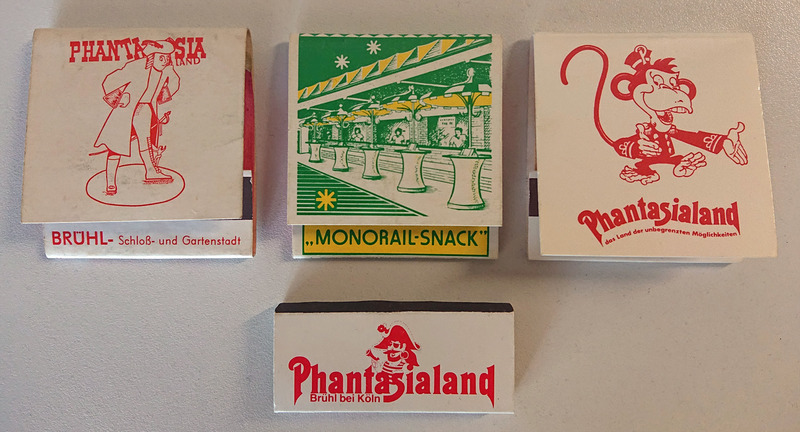 PHANTASIA
LAND
BRÜHL- Schloß- und Gartenstadt
„MONORAIL-SNACK"
Phantasialand
das Land der unbegrenzten Möglichkeiten
Phantasialand
Brühl bei Köln